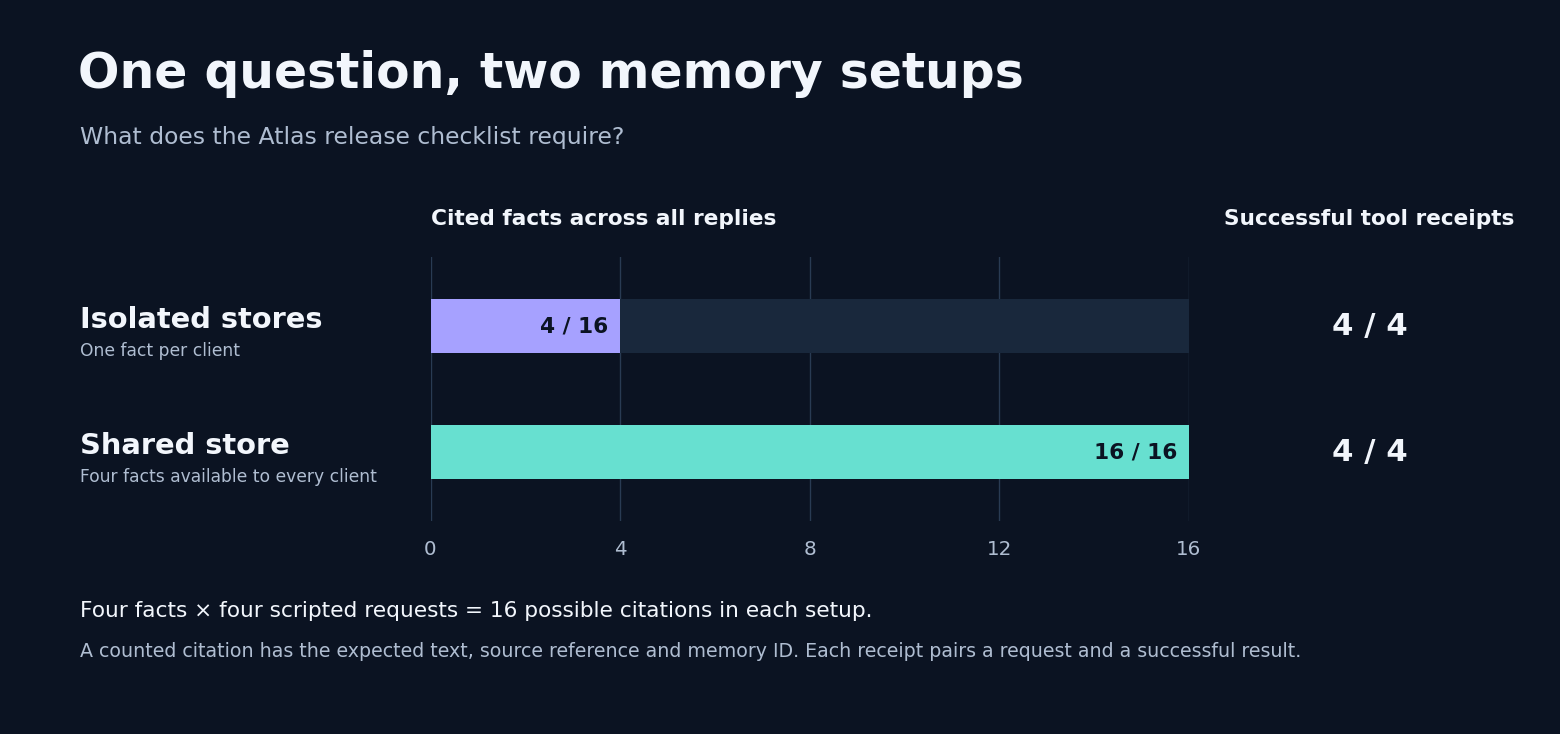 One question, two memory setups
What does the Atlas release checklist require?
Cited facts across all replies
Successful tool receipts
Isolated stores
One fact per client
4 / 16
4 / 4
Shared store
Four facts available to every client
16 / 16
4 / 4
0 4 8 12 16
Four facts × four scripted requests = 16 possible citations in each setup.
A counted citation has the expected text, source reference and memory ID. Each receipt pairs a request and a successful result.